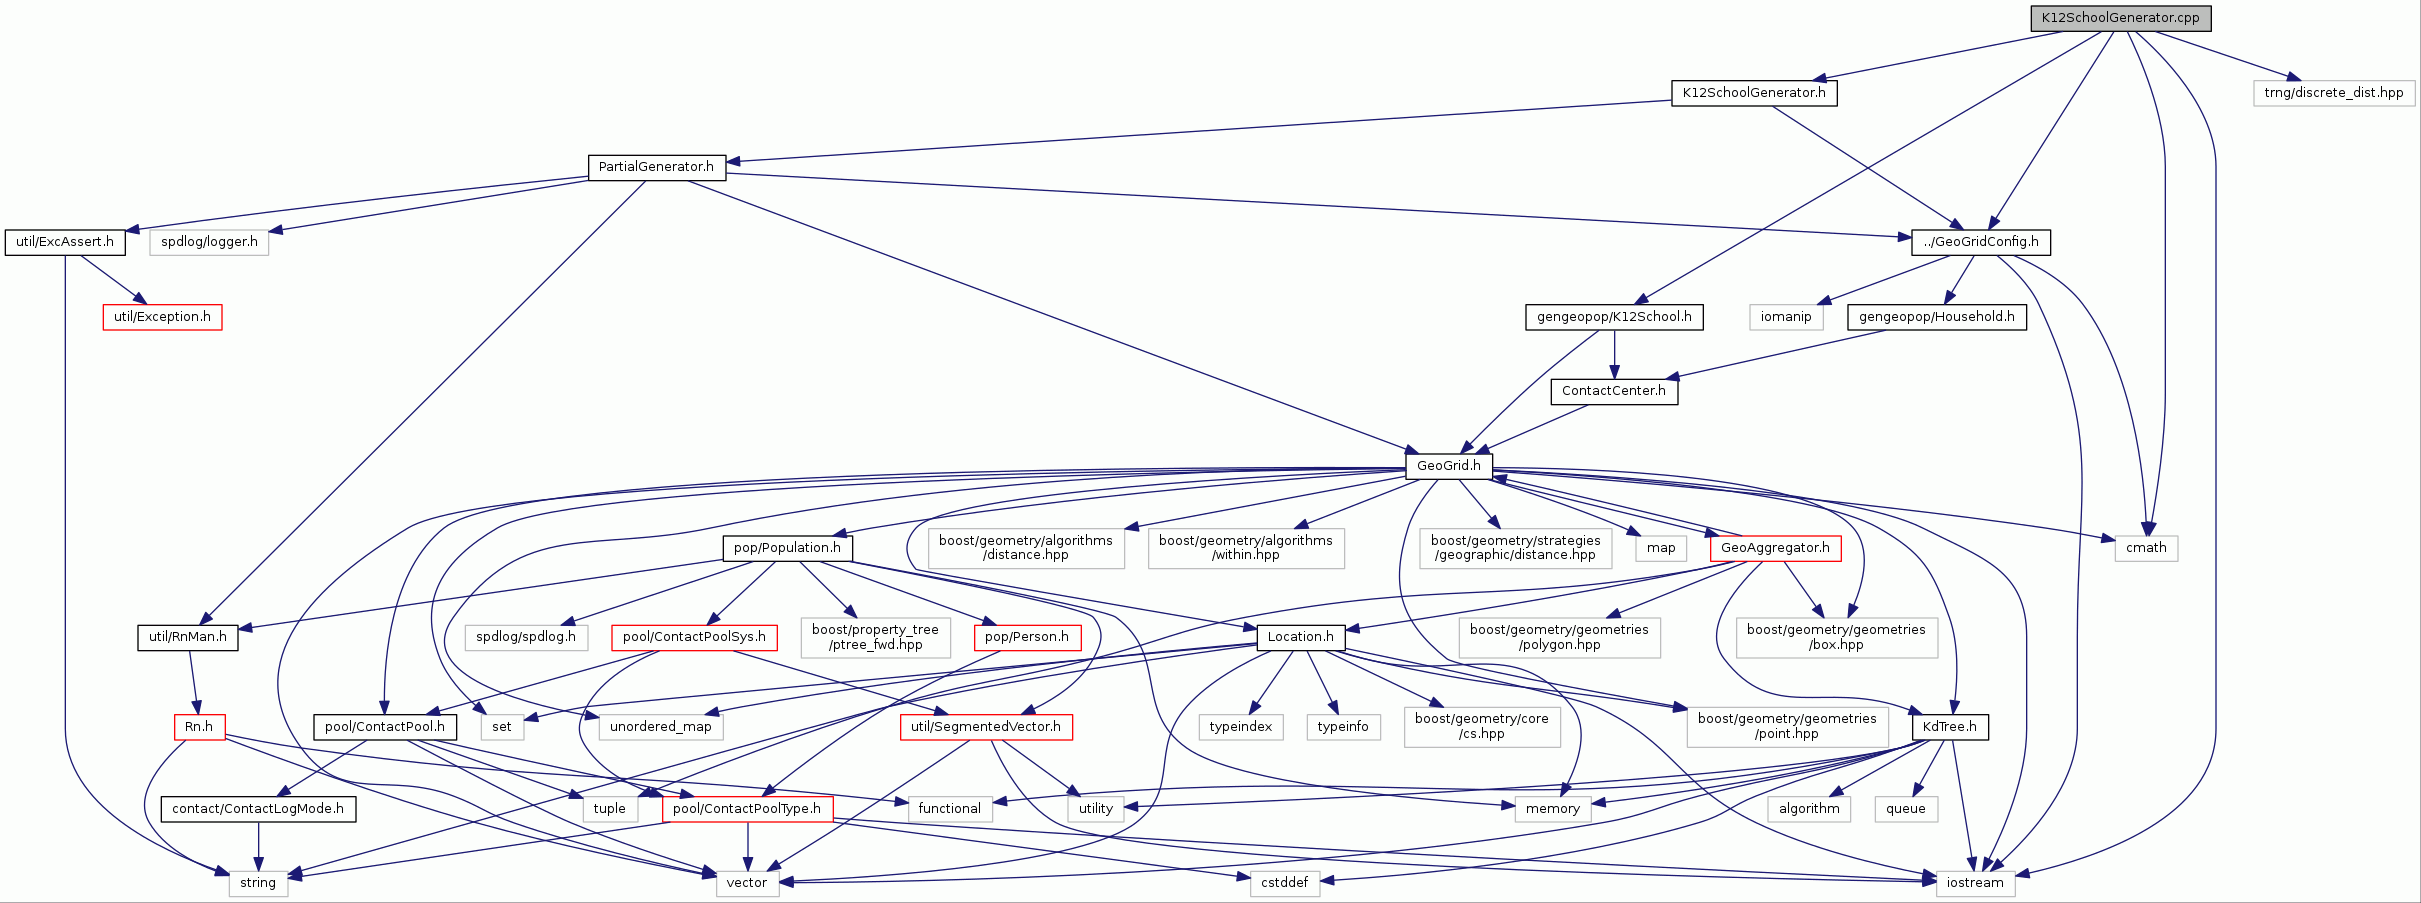 K12SchoolGenerator.cpp
K12SchoolGenerator.h
trng/discrete_dist.hpp
PartialGenerator.h
util/ExcAssert.h
spdlog/logger.h
../GeoGridConfig.h
util/Exception.h
gengeopop/K12School.h
iomanip
gengeopop/Household.h
ContactCenter.h
GeoGrid.h
pop/Population.h
boost/geometry/algorithms
/distance.hpp
boost/geometry/algorithms
/within.hpp
boost/geometry/strategies
/geographic/distance.hpp
map
GeoAggregator.h
cmath
util/RnMan.h
spdlog/spdlog.h
pool/ContactPoolSys.h
boost/property_tree
/ptree_fwd.hpp
pop/Person.h
Location.h
boost/geometry/geometries
/polygon.hpp
boost/geometry/geometries
/box.hpp
Rn.h
pool/ContactPool.h
set
unordered_map
util/SegmentedVector.h
typeindex
typeinfo
boost/geometry/core
/cs.hpp
boost/geometry/geometries
/point.hpp
KdTree.h
contact/ContactLogMode.h
tuple
pool/ContactPoolType.h
functional
utility
memory
algorithm
queue
string
vector
cstddef
iostream